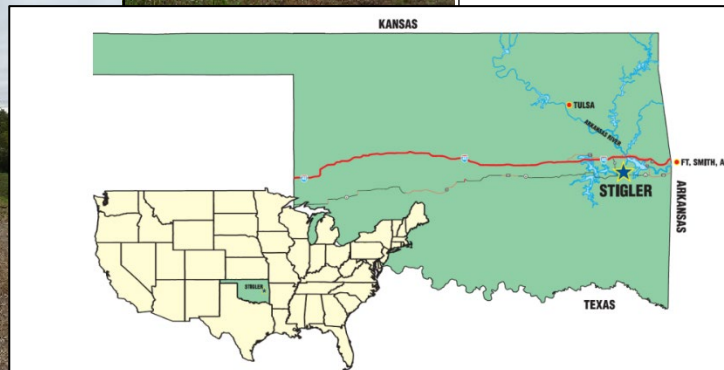 KANSAS
TULSA
ARKANSAS RIVER
FT. SMITH, A
STIGLER
ARKANSAS
STIGLER
TEXAS